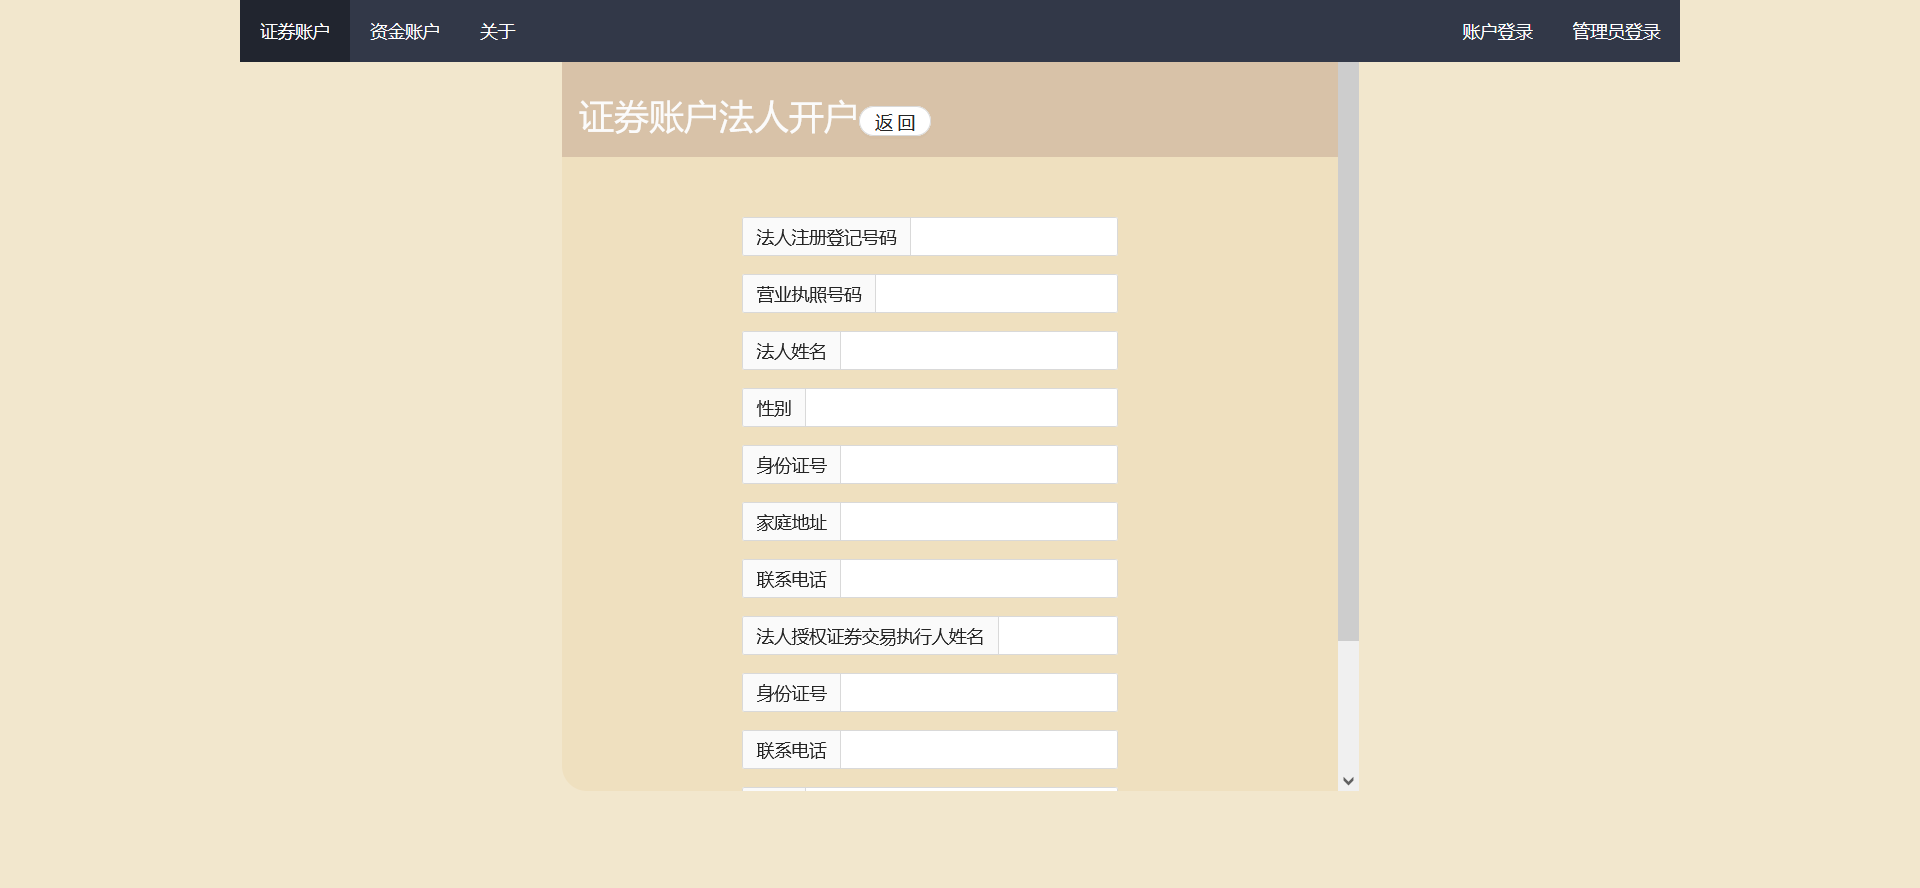 证券账户 资金账户 关于 账户登录 管理员登录
证券账户法人开户 返 回
法人注册登记号码
营业执照号码
法人姓名
性别
身份证号
家庭地址
联系电话
法人授权证券交易执行人姓名
身份证号
联系电话